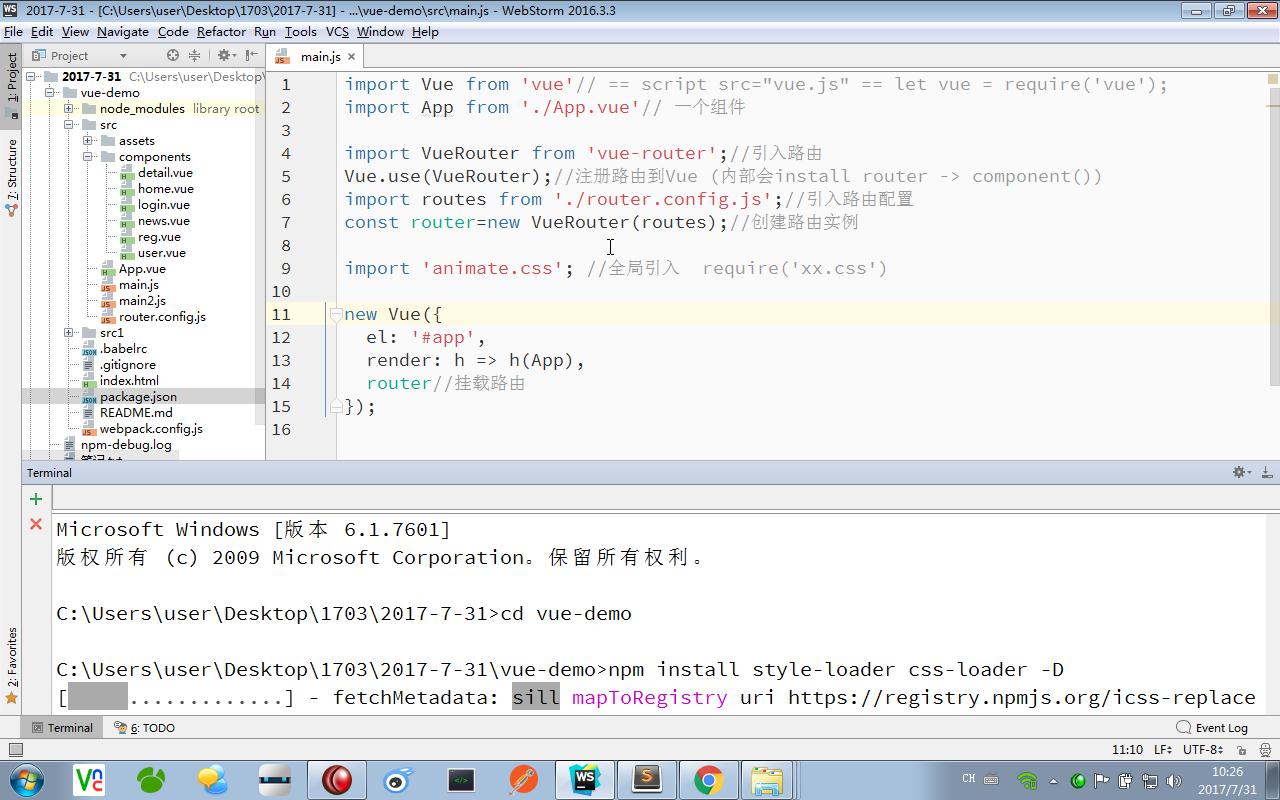 2017-7-31 - [C:\Users\user\Desktop\1703\2017-7-31] - ...\vue-demo\src\main.js - WebStorm 2016.3.3
File Edit View Navigate Code Refactor Run Tools VCS Window Help
Project
main.js
1: Project
7: Structure
2: Favorites
2017-7-31 C:\Users\user\Desktop\
vue-demo
node_modules library root
src
assets
components
detail.vue
home.vue
login.vue
news.vue
reg.vue
user.vue
App.vue
main.js
main2.js
router.config.js
src1
.babelrc
.gitignore
index.html
package.json
README.md
webpack.config.js
npm-debug.log
笔记.txt
1 import Vue from 'vue'// == script src="vue.js" == let vue = require('vue');
2 import App from './App.vue'// 一个组件
3
4 import VueRouter from 'vue-router';//引入路由
5 Vue.use(VueRouter);//注册路由到Vue (内部会install router -> component())
6 import routes from './router.config.js';//引入路由配置
7 const router=new VueRouter(routes);//创建路由实例
8
9 import 'animate.css'; //全局引入 require('xx.css')
10
11 new Vue({
12 el: '#app',
13 render: h => h(App),
14 router//挂载路由
15 });
16
Terminal
Microsoft Windows [版本 6.1.7601]
版权所有 (c) 2009 Microsoft Corporation。保留所有权利。
C:\Users\user\Desktop\1703\2017-7-31>cd vue-demo
C:\Users\user\Desktop\1703\2017-7-31\vue-demo>npm install style-loader css-loader -D
[ .............] - fetchMetadata: sill mapToRegistry uri https://registry.npmjs.org/icss-replace
Terminal 6: TODO Event Log
11:10 LF UTF-8
CH 10:26
2017/7/31